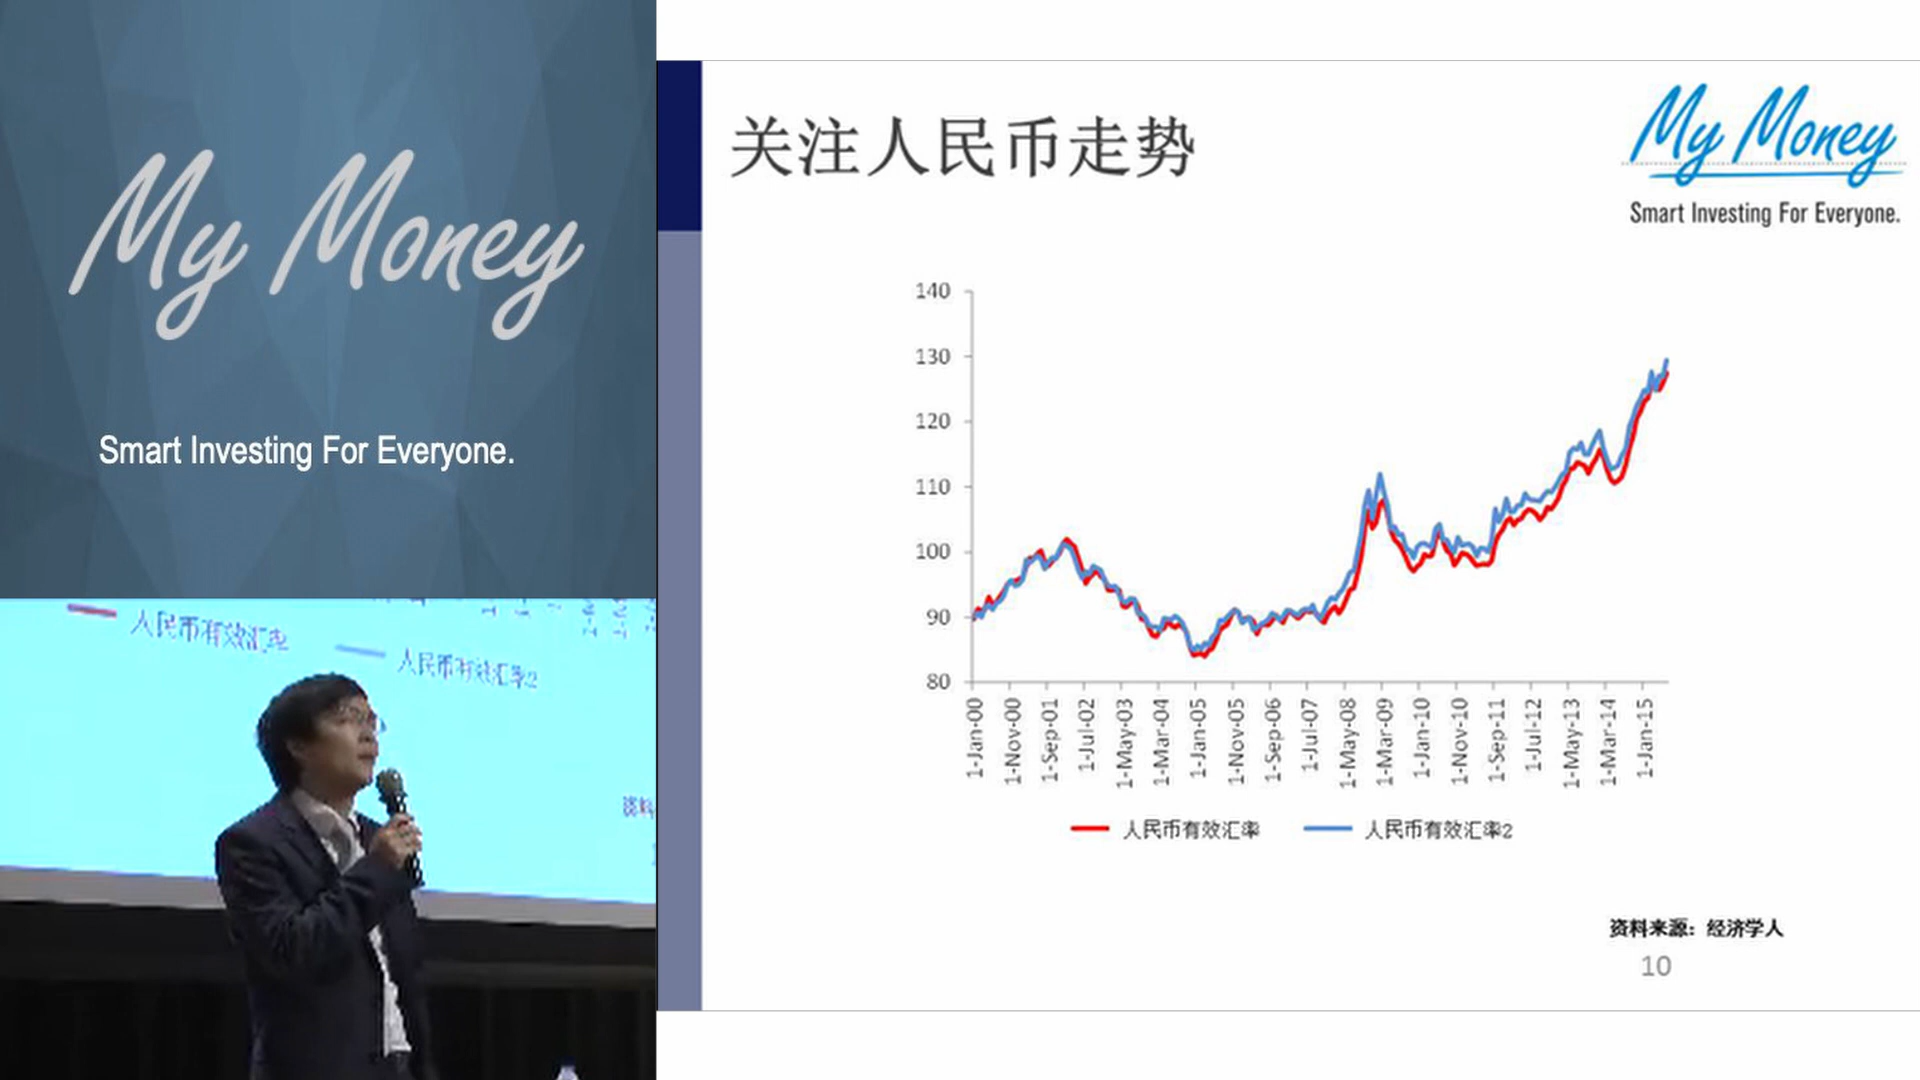 My Money
Smart Investing For Everyone.
人民币有效汇率
人民币有效汇率2
资料
关注人民币走势
My Money
Smart Investing For Everyone.
140
130
120
110
100
90
80
1-Jan-00
1-Nov-00
1-Sep-01
1-Jul-02
1-May-03
1-Mar-04
1-Jan-05
1-Nov-05
1-Sep-06
1-Jul-07
1-May-08
1-Mar-09
1-Jan-10
1-Nov-10
1-Sep-11
1-Jul-12
1-May-13
1-Mar-14
1-Jan-15
人民币有效汇率
人民币有效汇率2
资料来源：经济学人
10